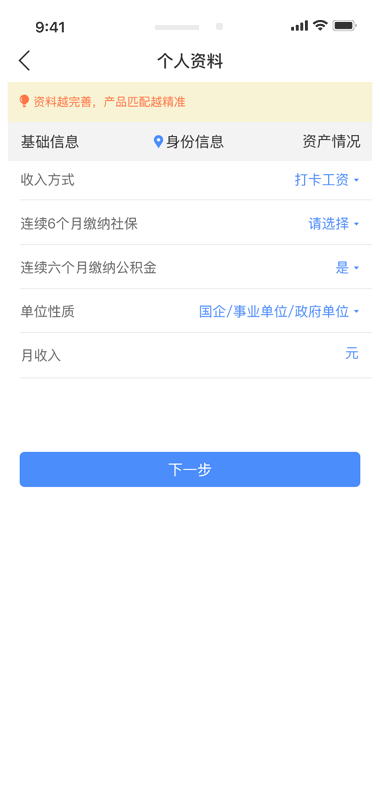 9:41
个人资料
资料越完善，产品匹配越精准
基础信息 身份信息 资产情况
收入方式 打卡工资
连续6个月缴纳社保 请选择
连续六个月缴纳公积金 是
单位性质 国企/事业单位/政府单位
月收入 元
下一步